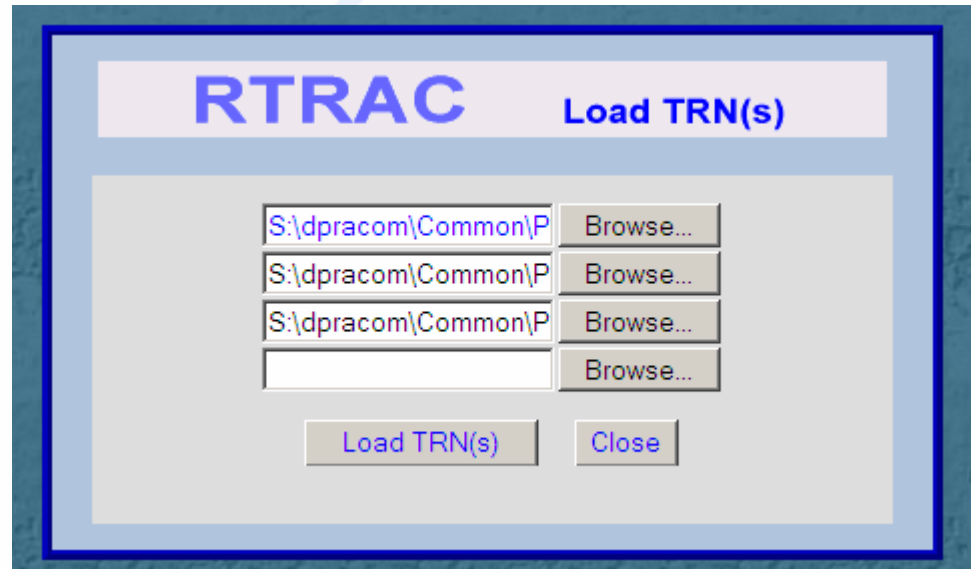 RTRAC Load TRN(s)
S:\dpracom\Common\P Browse...
S:\dpracom\Common\P Browse...
S:\dpracom\Common\P Browse...
Browse...
Load TRN(s) Close